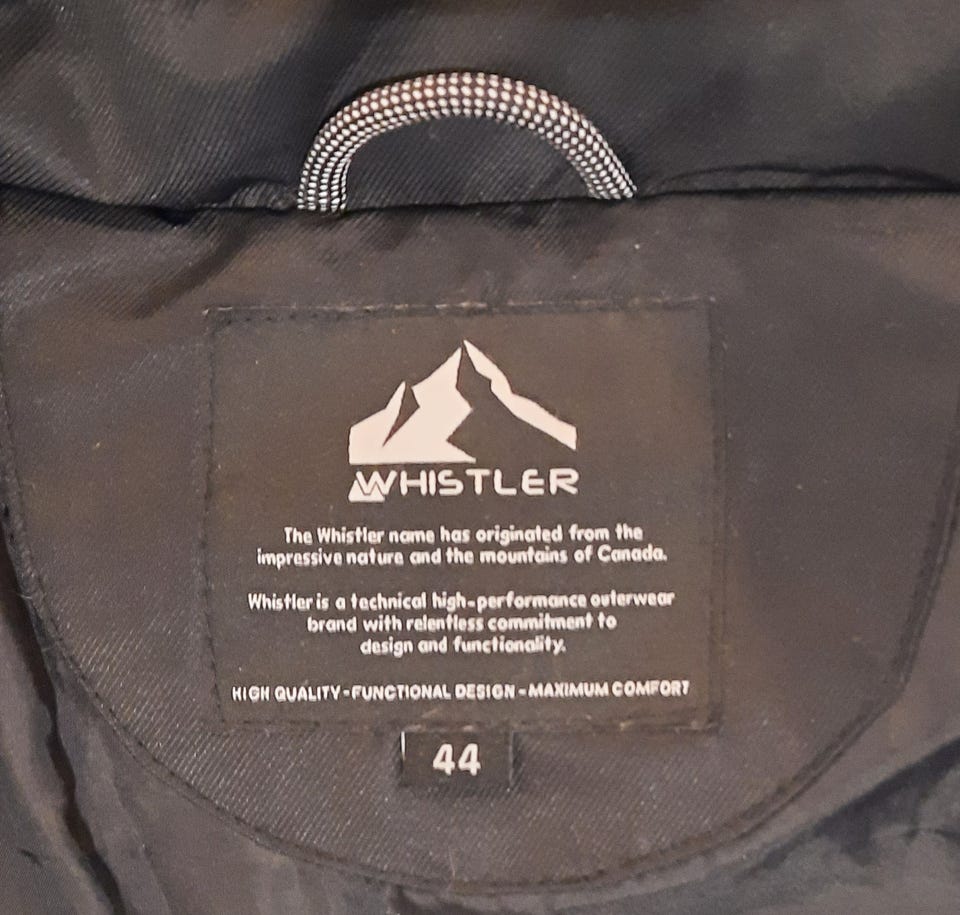 WHISTLER
The Whistler name has originated from the
impressive nature and the mountains of Canada.
Whistler is a technical high-performance outerwear
brand with relentless commitment to
design and functionality.
HIGH QUALITY-FUNCTIONAL DESIGN-MAXIMUM COMFORT
44